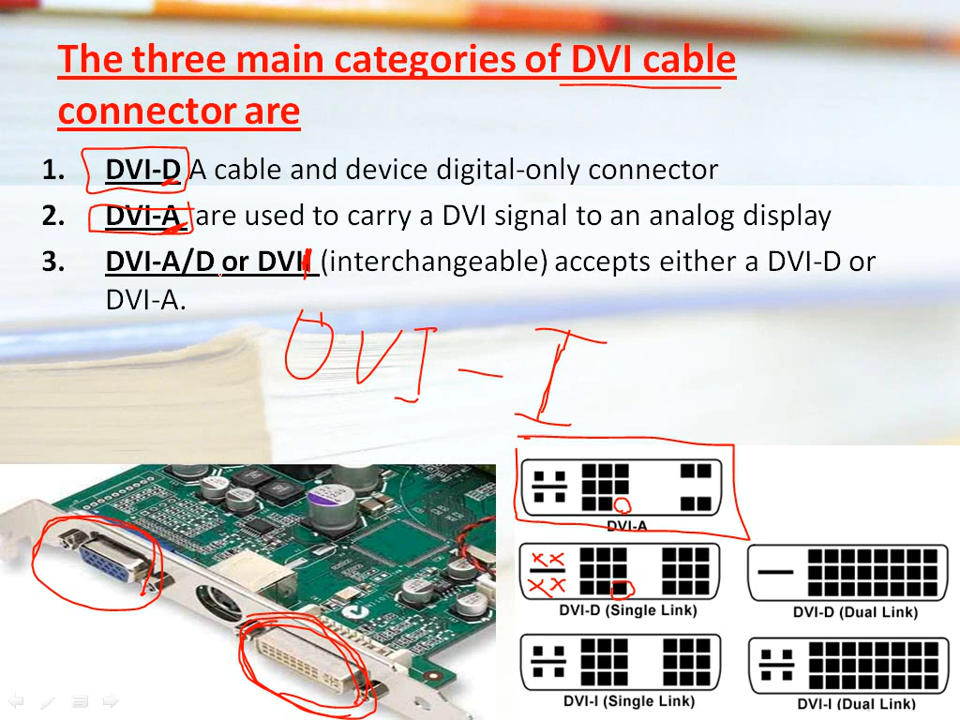 The three main categories of DVI cable
connector are
1. DVI-D A cable and device digital-only connector
2. DVI-A are used to carry a DVI signal to an analog display
3. DVI-A/D or DVI (interchangeable) accepts either a DVI-D or
DVI-A.
DVI-I
DVI-A
DVI-D (Single Link)
DVI-D (Dual Link)
DVI-I (Single Link)
DVI-I (Dual Link)